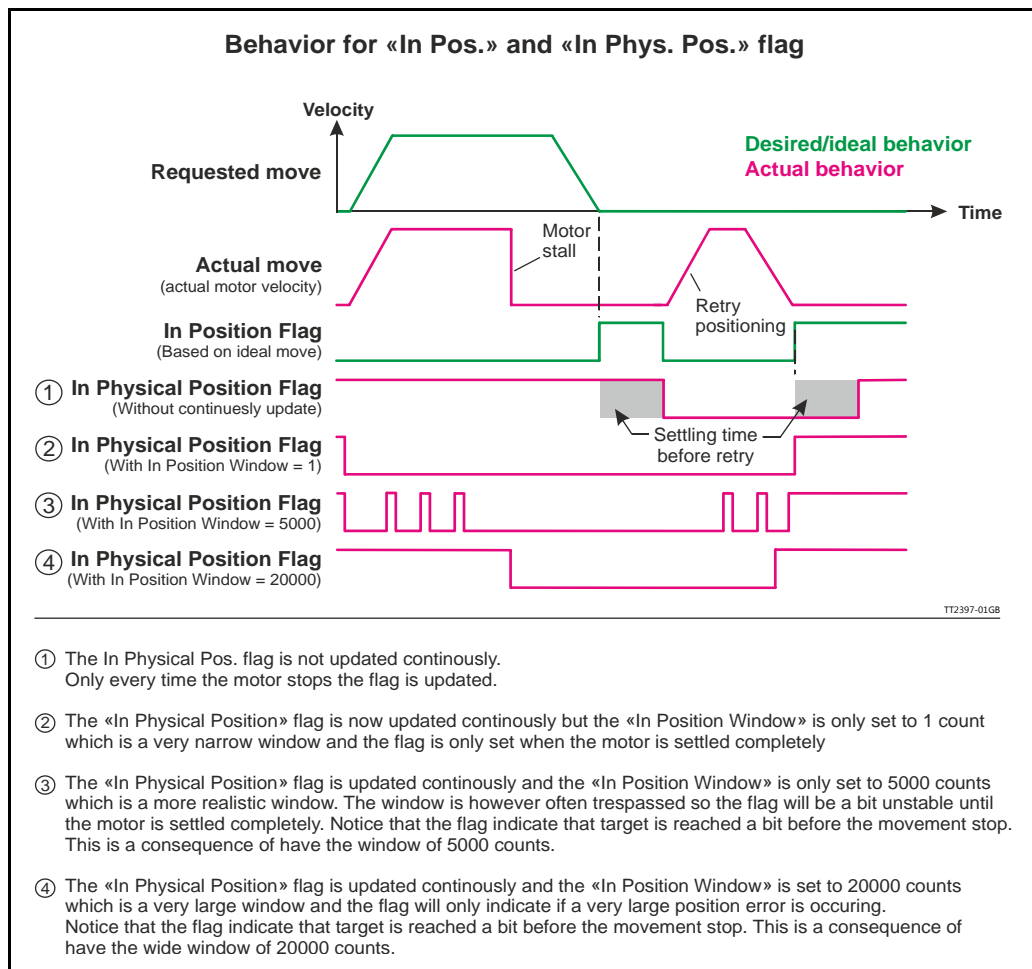 Behavior for «In Pos.» and «In Phys. Pos.» flag
Velocity
Desired/ideal behavior
Actual behavior
Requested move
Time
Motor
stall
Actual move
(actual motor velocity)
Retry
positioning
In Position Flag
(Based on ideal move)
1 In Physical Position Flag
(Without continuesly update)
Settling time
before retry
2 In Physical Position Flag
(With In Position Window = 1)
3 In Physical Position Flag
(With In Position Window = 5000)
4 In Physical Position Flag
(With In Position Window = 20000)
TT2397-01GB
1 The In Physical Pos. flag is not updated continously.
Only every time the motor stops the flag is updated.
2 The «In Physical Position» flag is now updated continously but the «In Position Window» is only set to 1 count
which is a very narrow window and the flag is only set when the motor is settled completely
3 The «In Physical Position» flag is updated continously and the «In Position Window» is only set to 5000 counts
which is a more realistic window. The window is however often trespassed so the flag will be a bit unstable until
the motor is settled completely. Notice that the flag indicate that target is reached a bit before the movement stop.
This is a consequence of have the window of 5000 counts.
4 The «In Physical Position» flag is updated continously and the «In Position Window» is set to 20000 counts
which is a very large window and the flag will only indicate if a very large position error is occuring.
Notice that the flag indicate that target is reached a bit before the movement stop. This is a consequence of
have the wide window of 20000 counts.